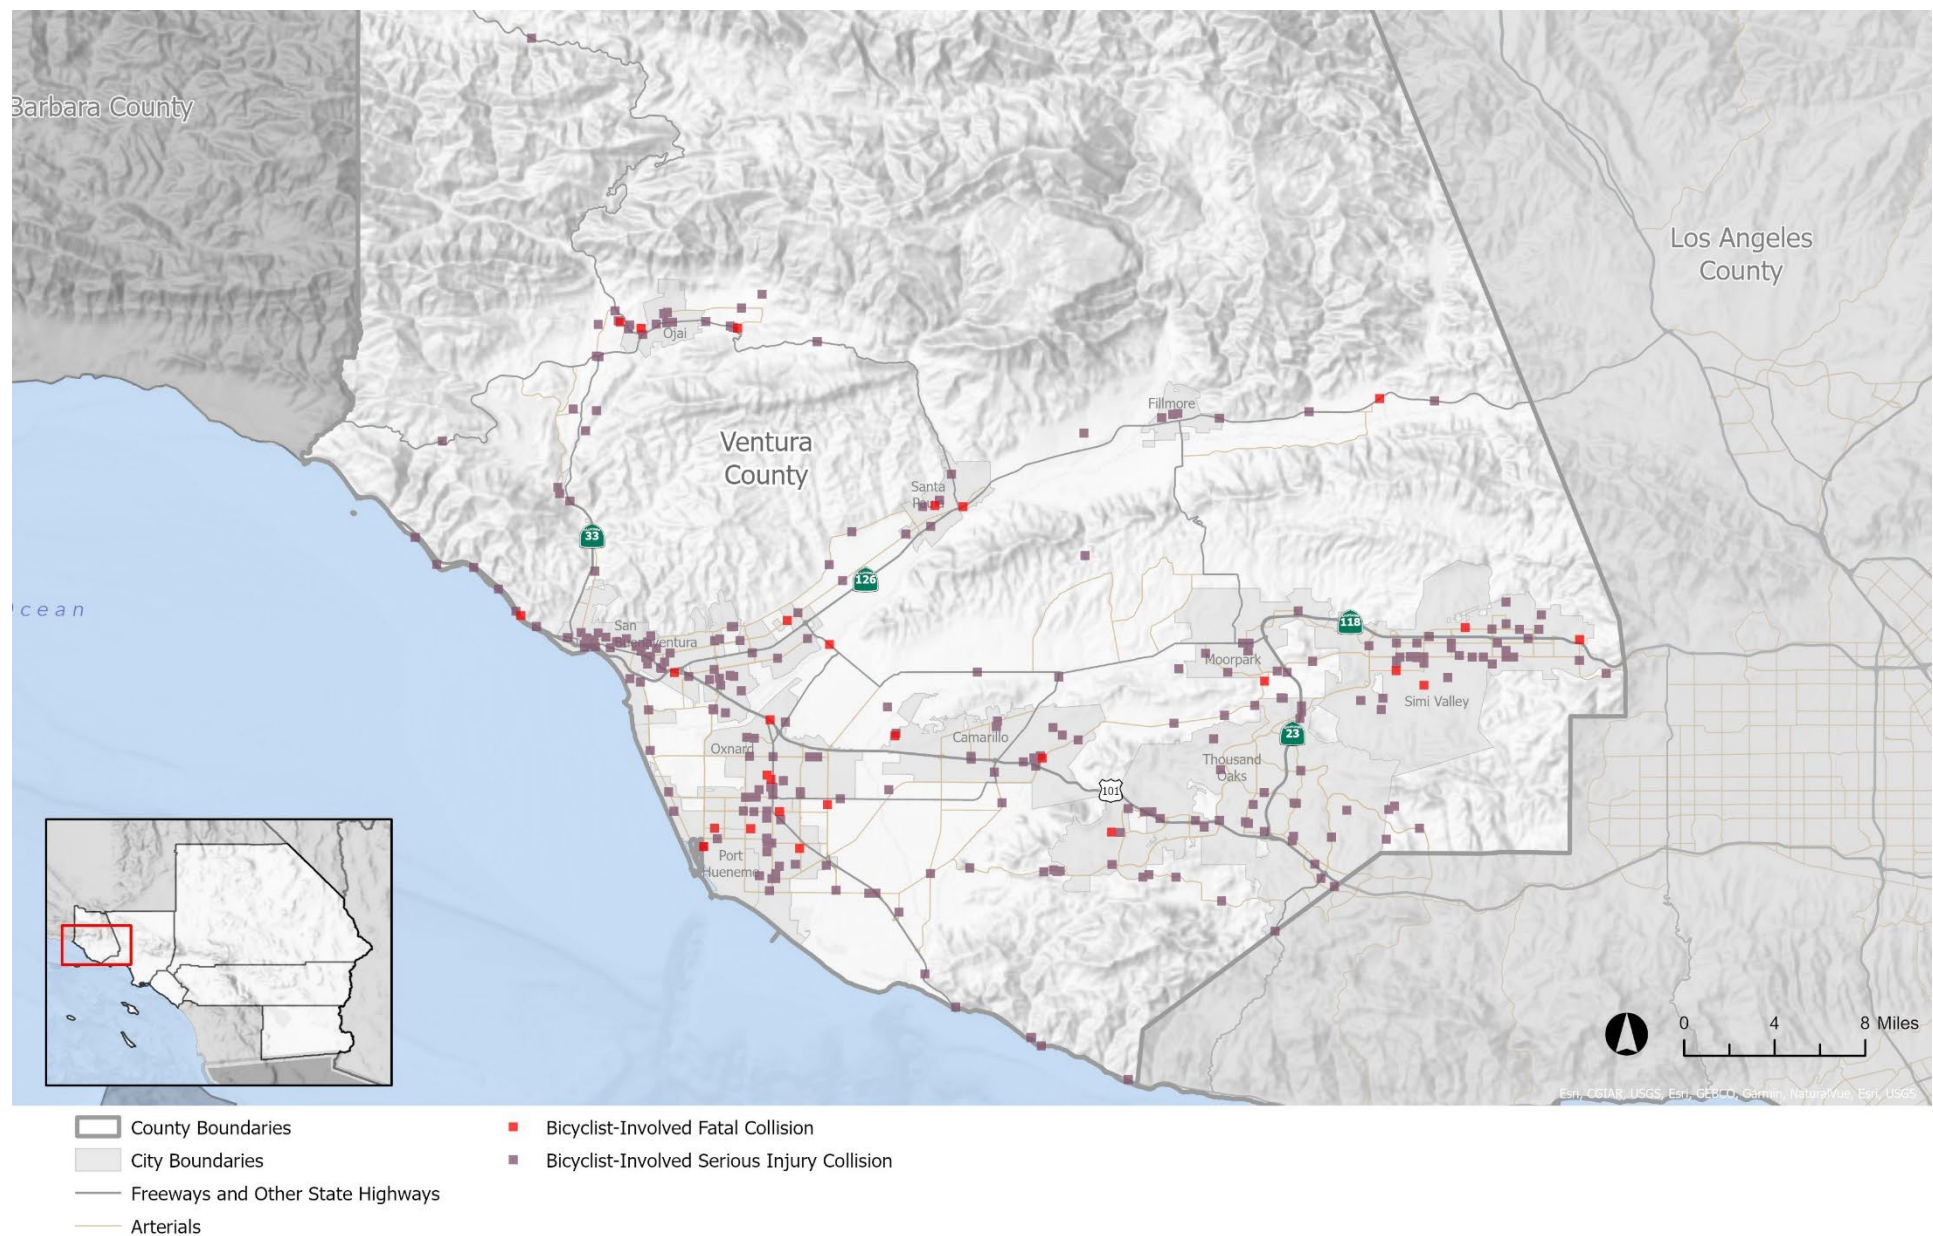 Barbara County
Los Angeles
County
Ojai
Fillmore
Ventura
County
Santa
33
126
ocean
San
Buenaventura
118
Moorpark
Simi Valley
23
Oxnard
Camarillo
Thousand
Oaks
101
Port
Hueneme
0 4 8 Miles
Esri, CGIAR, USGS, Esri, GEBCO, Garmin, NaturalVue, Esri, USGS
County Boundaries
City Boundaries
Freeways and Other State Highways
Arterials
Bicyclist-Involved Fatal Collision
Bicyclist-Involved Serious Injury Collision